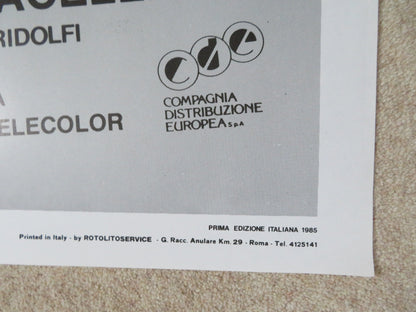 RIDOLFI
cde
COMPAGNIA
DISTRIBUZIONE
EUROPEA S.p.A
ELECOLOR
PRIMA EDIZIONE ITALIANA 1985
Printed in Italy - by ROTOLITOSERVICE - G. Racc. Anulare Km. 29 - Roma - Tel. 4125141